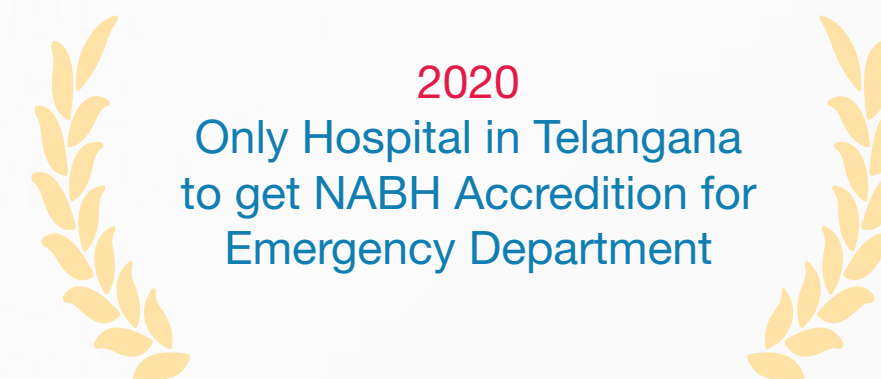 2020
Only Hospital in Telangana
to get NABH Accredition for
Emergency Department